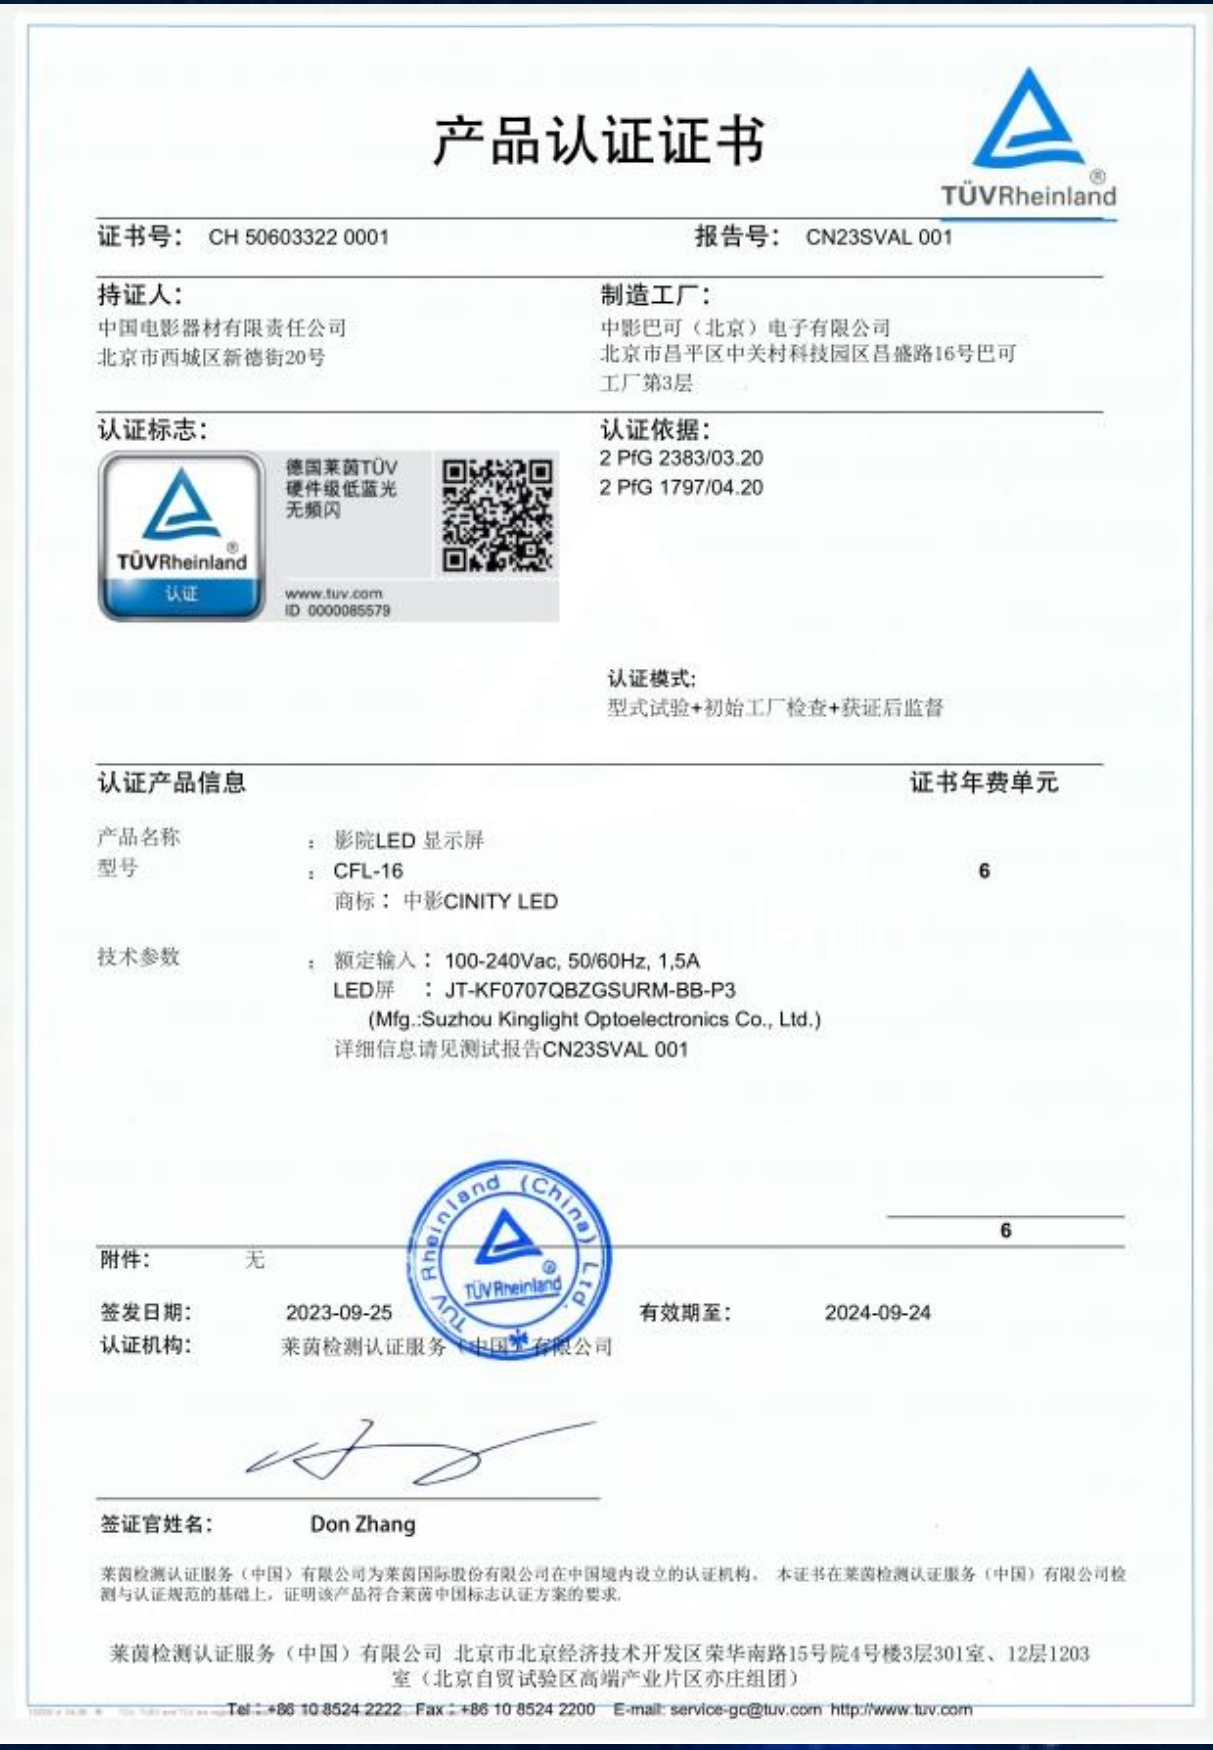 产品认证证书
TÜVRheinland®
证书号： CH 50603322 0001
报告号： CN23SVAL 001
持证人：
中国电影器材有限责任公司
北京市西城区新德街20号
制造工厂：
中影巴可（北京）电子有限公司
北京市昌平区中关村科技园区昌盛路16号巴可
工厂第3层
认证标志：
TÜVRheinland®
认证
德国莱茵TÜV
硬件级低蓝光
无频闪
www.tuv.com
ID 0000085579
认证依据：
2 PfG 2383/03.20
2 PfG 1797/04.20
认证模式:
型式试验+初始工厂检查+获证后监督
认证产品信息 证书年费单元
产品名称 ： 影院LED 显示屏
型号 ： CFL-16 6
商标： 中影CINITY LED
技术参数 ： 额定输入： 100-240Vac, 50/60Hz, 1,5A
LED屏 ： JT-KF0707QBZGSURM-BB-P3
(Mfg.:Suzhou Kinglight Optoelectronics Co., Ltd.)
详细信息请见测试报告CN23SVAL 001
6
TÜV Rheinland (China) Ltd.
TÜVRheinland®
附件： 无
签发日期： 2023-09-25 有效期至： 2024-09-24
认证机构： 莱茵检测认证服务（中国）有限公司
签证官姓名： Don Zhang
莱茵检测认证服务（中国）有限公司为莱茵国际股份有限公司在中国境内设立的认证机构。 本证书在莱茵检测认证服务（中国）有限公司检
测与认证规范的基础上，证明该产品符合莱茵中国标志认证方案的要求.
莱茵检测认证服务（中国）有限公司 北京市北京经济技术开发区荣华南路15号院4号楼3层301室、12层1203
室（北京自贸试验区高端产业片区亦庄组团）
Tel：+86 10 8524 2222 Fax：+86 10 8524 2200 E-mail: service-gc@tuv.com http://www.tuv.com